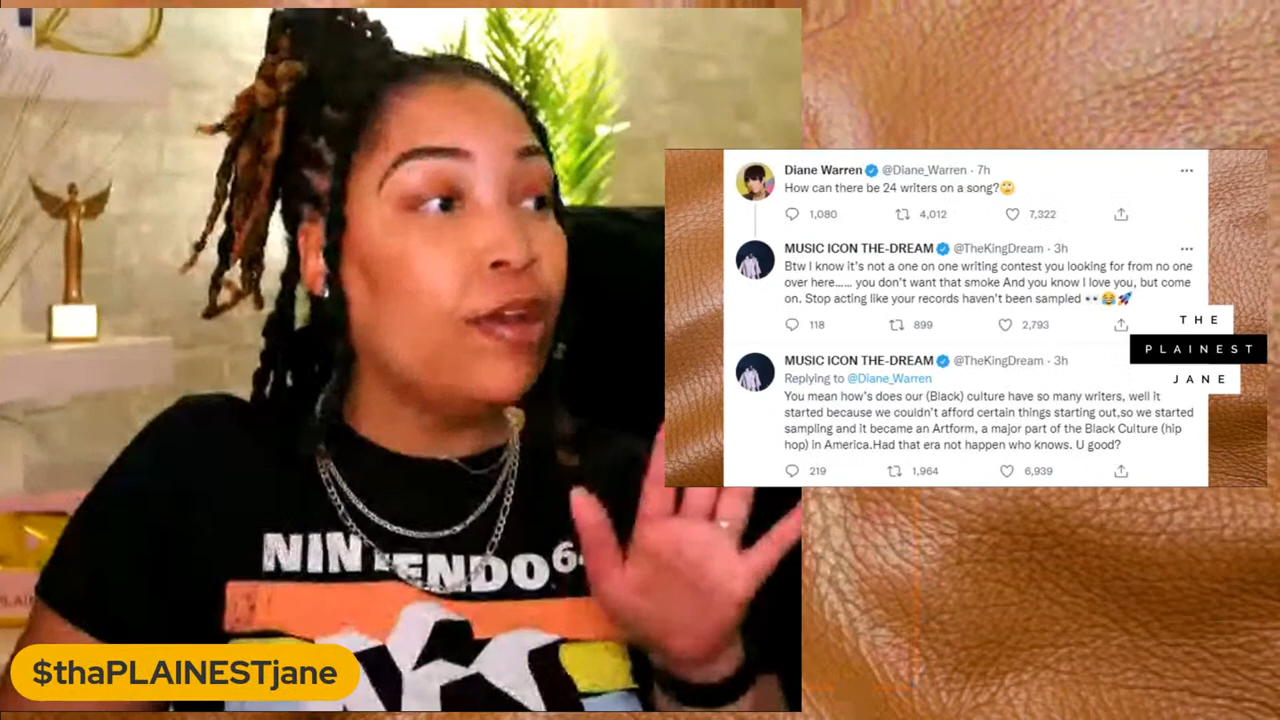 Diane Warren @Diane_Warren · 7h
How can there be 24 writers on a song?🙄
1,080 4,012 7,322
MUSIC ICON THE-DREAM @TheKingDream · 3h
Btw I know it's not a one on one writing contest you looking for from no one
over here...... you don't want that smoke And you know I love you, but come
on. Stop acting like your records haven't been sampled 👀😂🚀
118 899 2,793
MUSIC ICON THE-DREAM @TheKingDream · 3h
Replying to @Diane_Warren
You mean how's does our (Black) culture have so many writers, well it
started because we couldn't afford certain things starting out,so we started
sampling and it became an Artform, a major part of the Black Culture (hip
hop) in America.Had that era not happen who knows. U good?
219 1,964 6,939
THE
PLAINEST
JANE
NINTENDO6
$thaPLAINESTjane